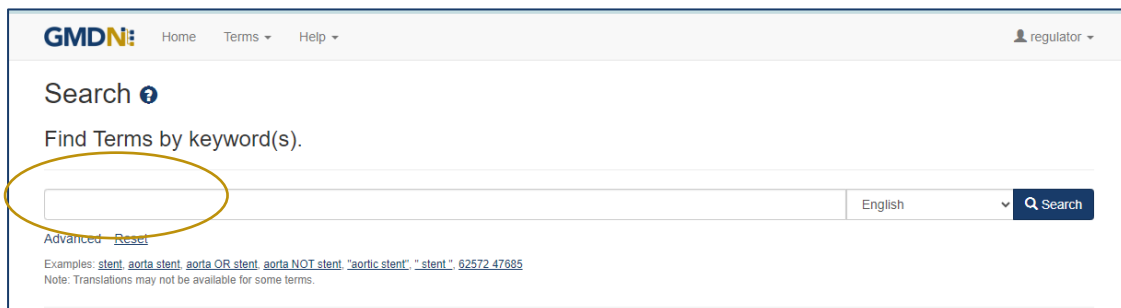 GMDN Home Terms Help regulator
Search ?
Find Terms by keyword(s).
English Search
Advanced Reset
Examples: stent, aorta stent, aorta OR stent, aorta NOT stent, "aortic stent", " stent ", 62572 47685
Note: Translations may not be available for some terms.